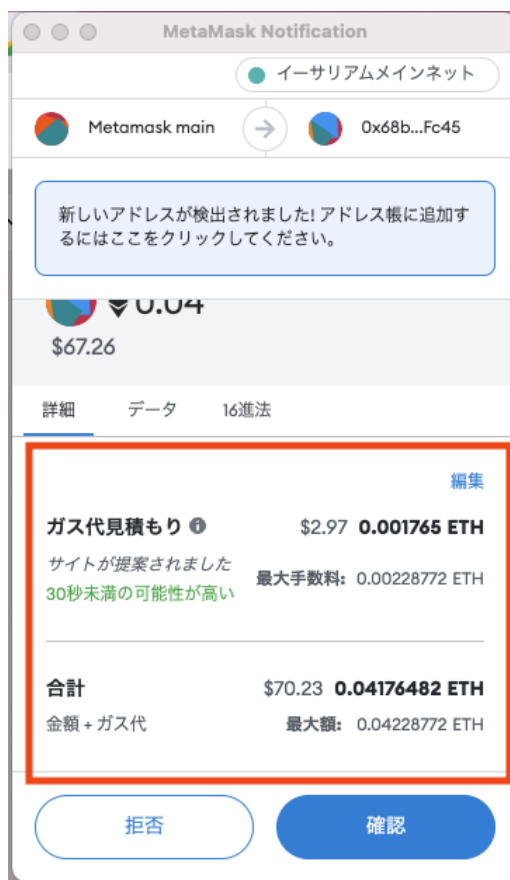 MetaMask Notification
イーサリアムメインネット
Metamask main
0x68b...Fc45
新しいアドレスが検出されました! アドレス帳に追加す
るにはここをクリックしてください。
0.04
$67.26
詳細 データ 16進法
編集
ガス代見積もり $2.97 0.001765 ETH
サイトが提案されました
30秒未満の可能性が高い
最大手数料: 0.00228772 ETH
合計 $70.23 0.04176482 ETH
金額 + ガス代 最大額: 0.04228772 ETH
拒否 確認